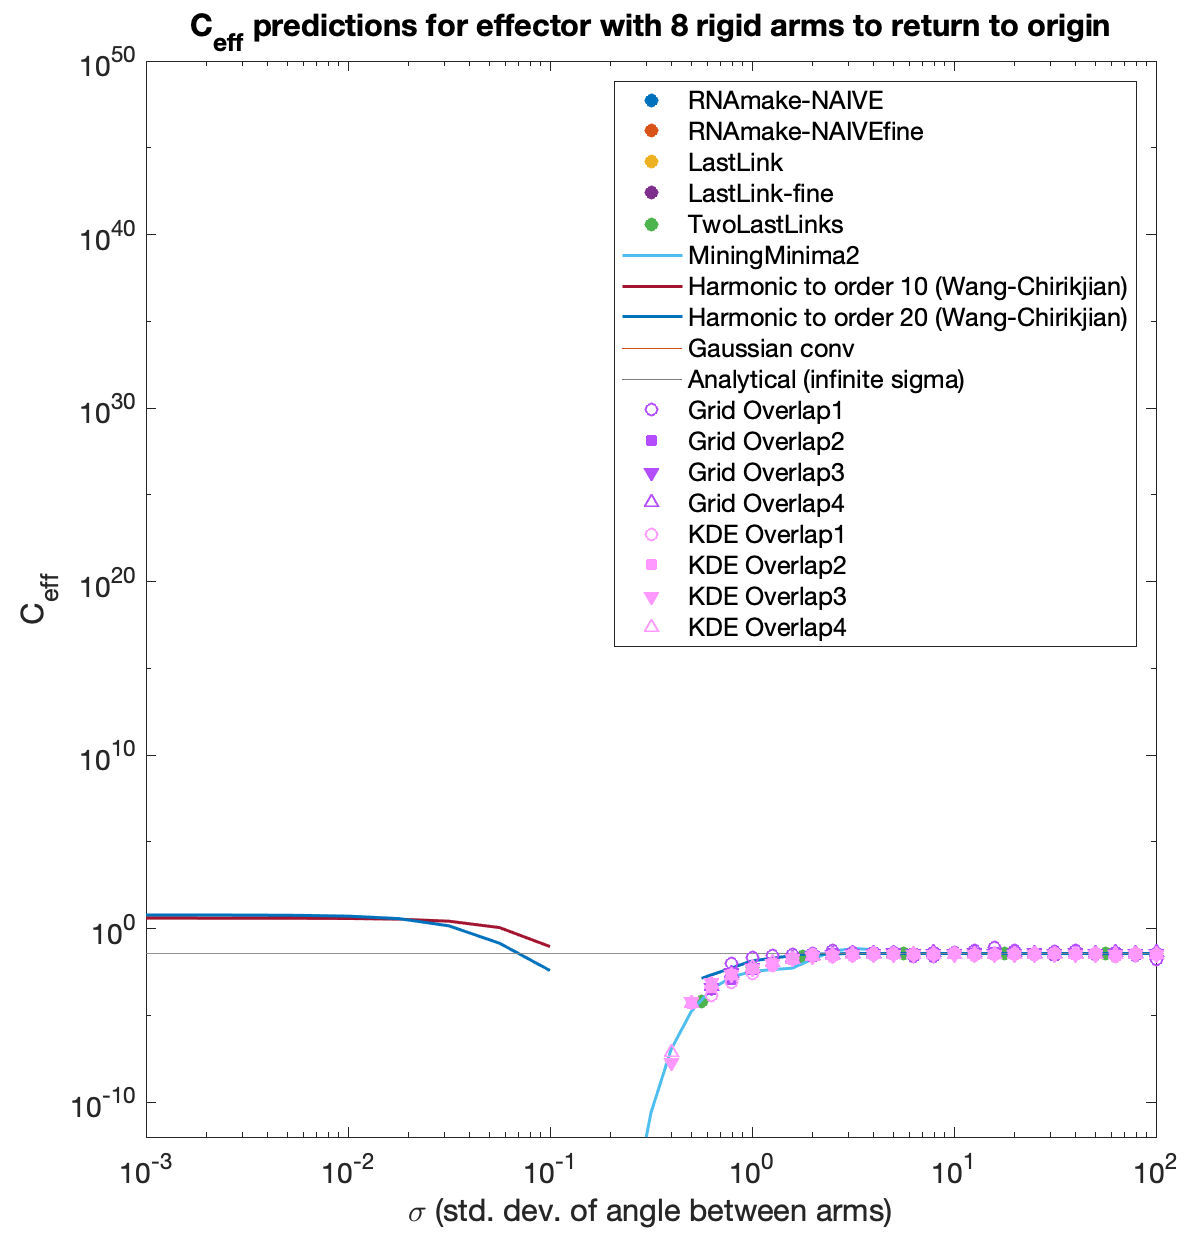 C_eff predictions for effector with 8 rigid arms to return to origin
10^50
10^40
10^30
10^20
10^10
10^0
10^-10
C_eff
RNAmake-NAIVE
RNAmake-NAIVEfine
LastLink
LastLink-fine
TwoLastLinks
MiningMinima2
Harmonic to order 10 (Wang-Chirikjian)
Harmonic to order 20 (Wang-Chirikjian)
Gaussian conv
Analytical (infinite sigma)
Grid Overlap1
Grid Overlap2
Grid Overlap3
Grid Overlap4
KDE Overlap1
KDE Overlap2
KDE Overlap3
KDE Overlap4
10^-3 10^-2 10^-1 10^0 10^1 10^2
σ (std. dev. of angle between arms)